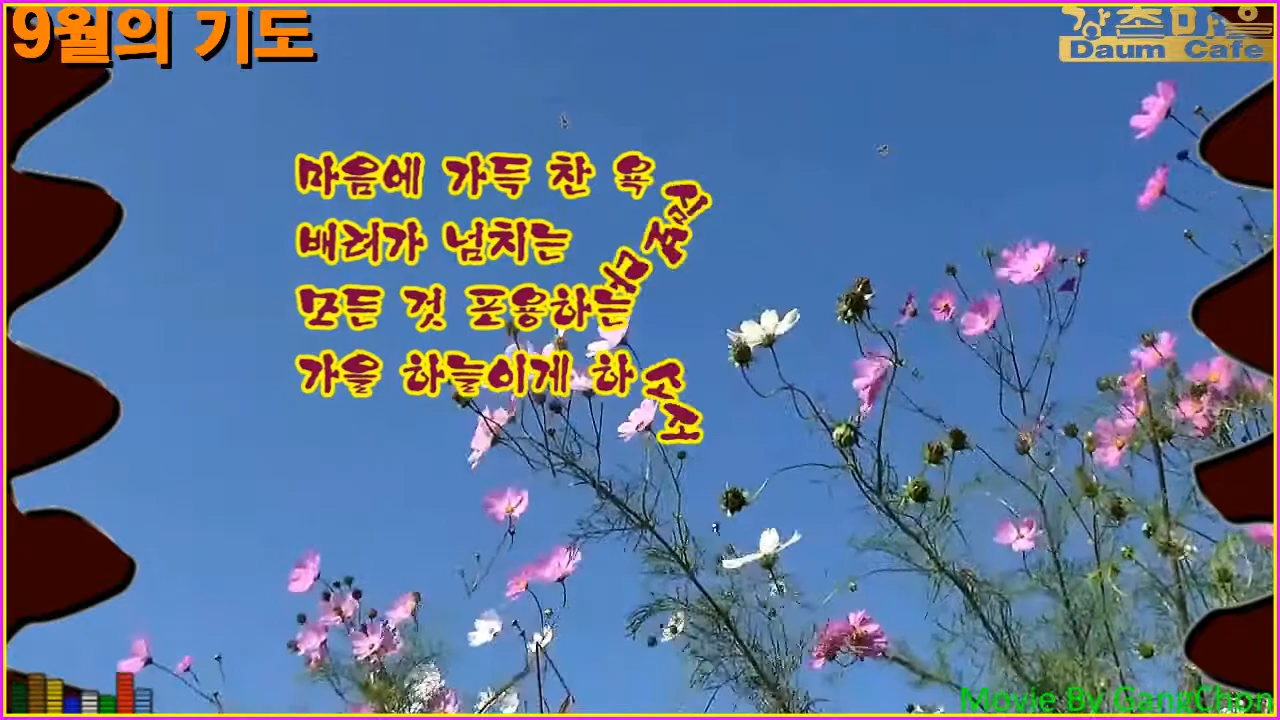 9월의 기도
강촌마을
Daum Cafe
마음에 가득 찬 욕심
배려가 넘치는
모든 것 포용하는
가을 하늘이게 하소
서
Movie By GangChon